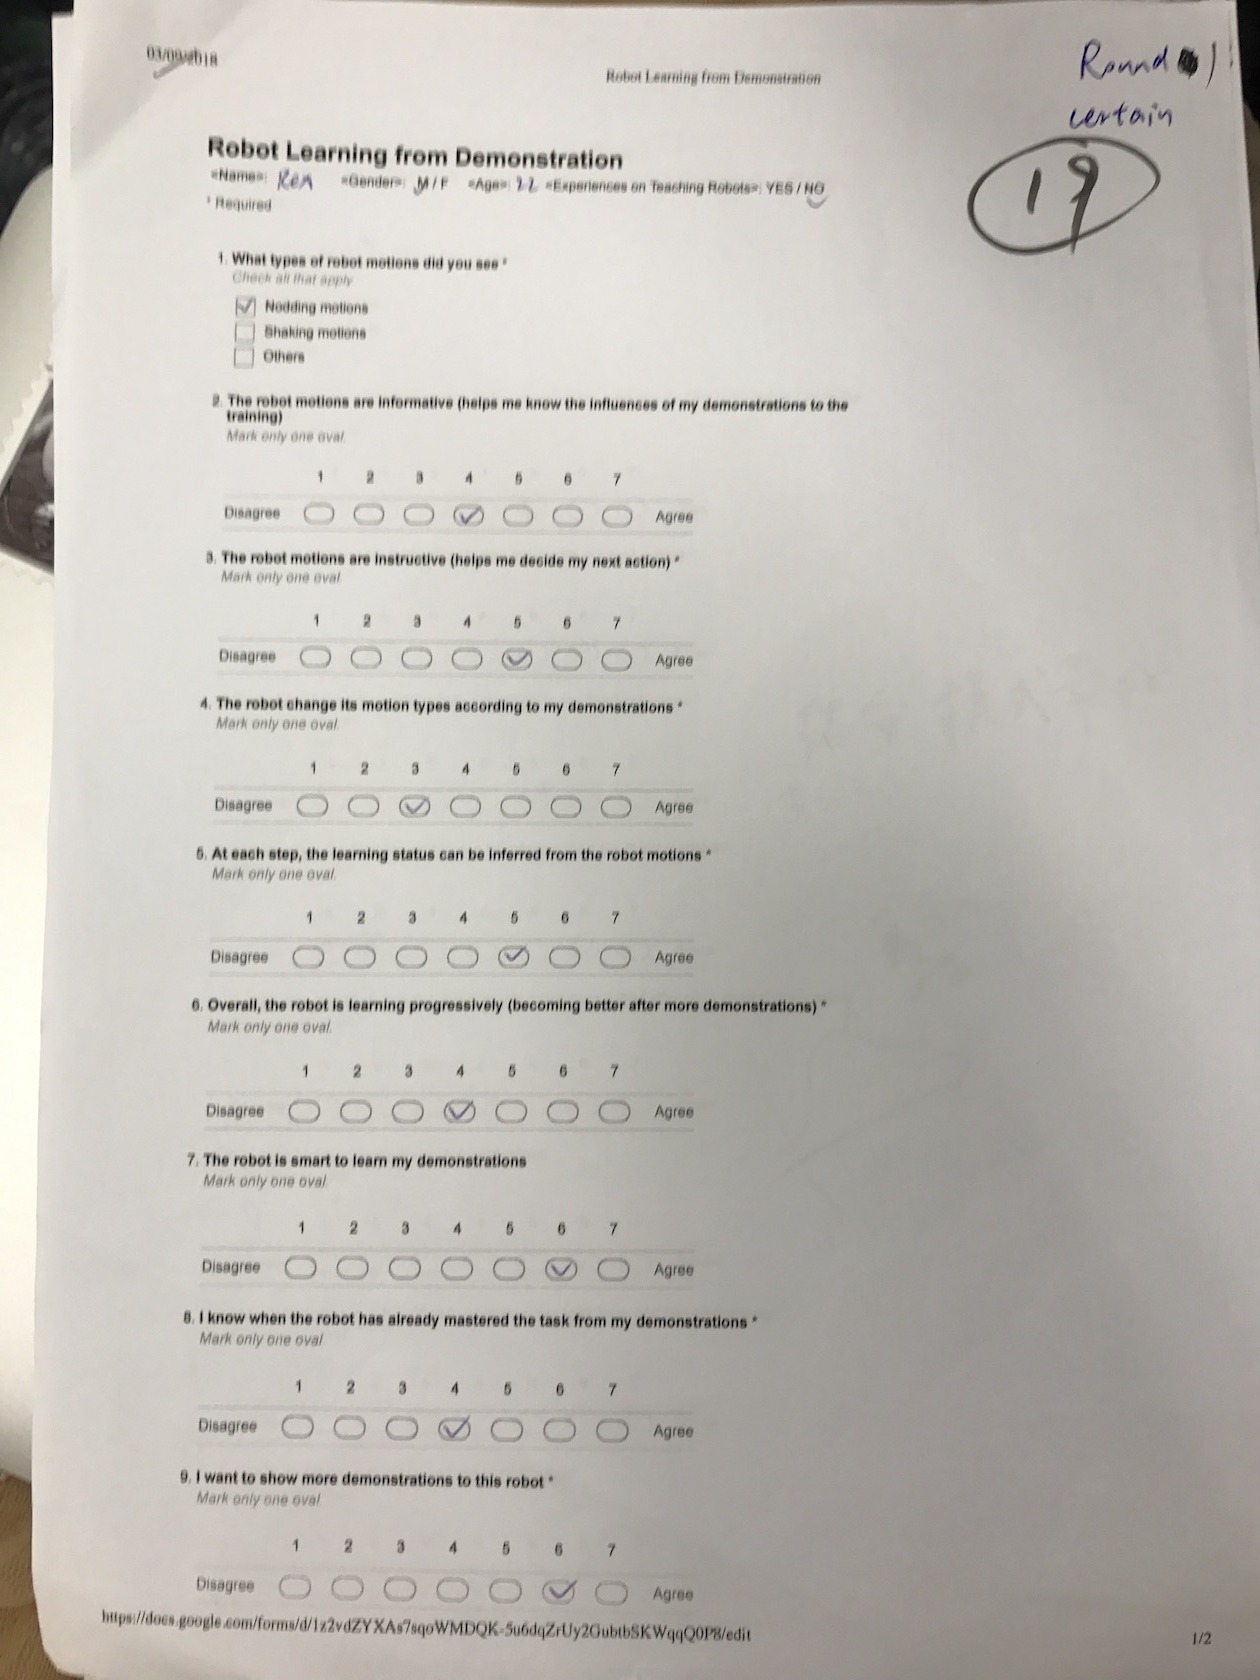 03/09/2018
Robot Learning from Demonstration
Round 1
certain
19
Robot Learning from Demonstration
=Name=: Ren =Gender=: M / F =Age= 22 =Experiences on Teaching Robots=: YES / NO
* Required
1. What types of robot motions did you see *
Check all that apply.
Nodding motions
Shaking motions
Others
2. The robot motions are informative (helps me know the influences of my demonstrations to the
training)
Mark only one oval.
1 2 3 4 5 6 7
Disagree Agree
3. The robot motions are instructive (helps me decide my next action) *
Mark only one oval.
1 2 3 4 5 6 7
Disagree Agree
4. The robot change its motion types according to my demonstrations *
Mark only one oval.
1 2 3 4 5 6 7
Disagree Agree
5. At each step, the learning status can be inferred from the robot motions *
Mark only one oval.
1 2 3 4 5 6 7
Disagree Agree
6. Overall, the robot is learning progressively (becoming better after more demonstrations) *
Mark only one oval.
1 2 3 4 5 6 7
Disagree Agree
7. The robot is smart to learn my demonstrations
Mark only one oval.
1 2 3 4 5 6 7
Disagree Agree
8. I know when the robot has already mastered the task from my demonstrations *
Mark only one oval.
1 2 3 4 5 6 7
Disagree Agree
9. I want to show more demonstrations to this robot *
Mark only one oval.
1 2 3 4 5 6 7
Disagree Agree
https://docs.google.com/forms/d/1z2vdZYXAs7sqoWMDQK-5u6dqZrUy2GubtbSKWqqQ0P8/edit
1/2